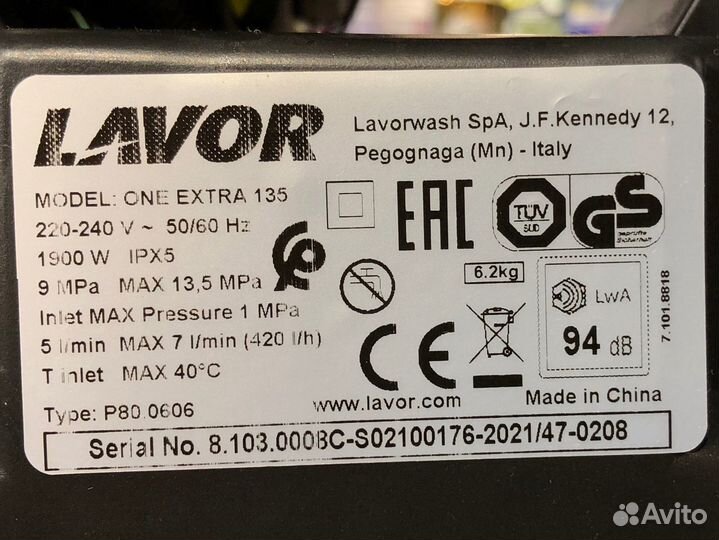 LAVOR
Lavorwash SpA, J.F.Kennedy 12,
Pegognaga (Mn) - Italy
MODEL: ONE EXTRA 135
220-240 V ~ 50/60 Hz
1900 W IPX5
9 MPa MAX 13,5 MPa
Inlet MAX Pressure 1 MPa
5 l/min MAX 7 l/min (420 l/h)
T inlet MAX 40°C
Type: P80.0606
EAC
TÜV
SÜD
GS
geprüfte
Sicherheit
6.2kg
LwA
94 dB
7.101.8818
CE
www.lavor.com
Made in China
Serial No. 8.103.0008C-S02100176-2021/47-0208
Avito